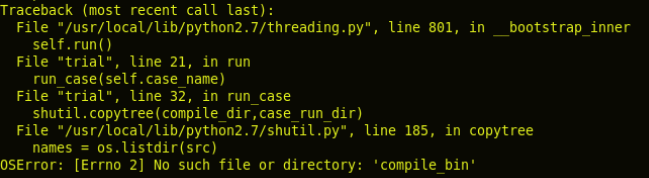 Traceback (most recent call last):
  File "/usr/local/lib/python2.7/threading.py", line 801, in __bootstrap_inner
    self.run()
  File "trial", line 21, in run
    run_case(self.case_name)
  File "trial", line 32, in run_case
    shutil.copytree(compile_dir,case_run_dir)
  File "/usr/local/lib/python2.7/shutil.py", line 185, in copytree
    names = os.listdir(src)
OSError: [Errno 2] No such file or directory: 'compile_bin'